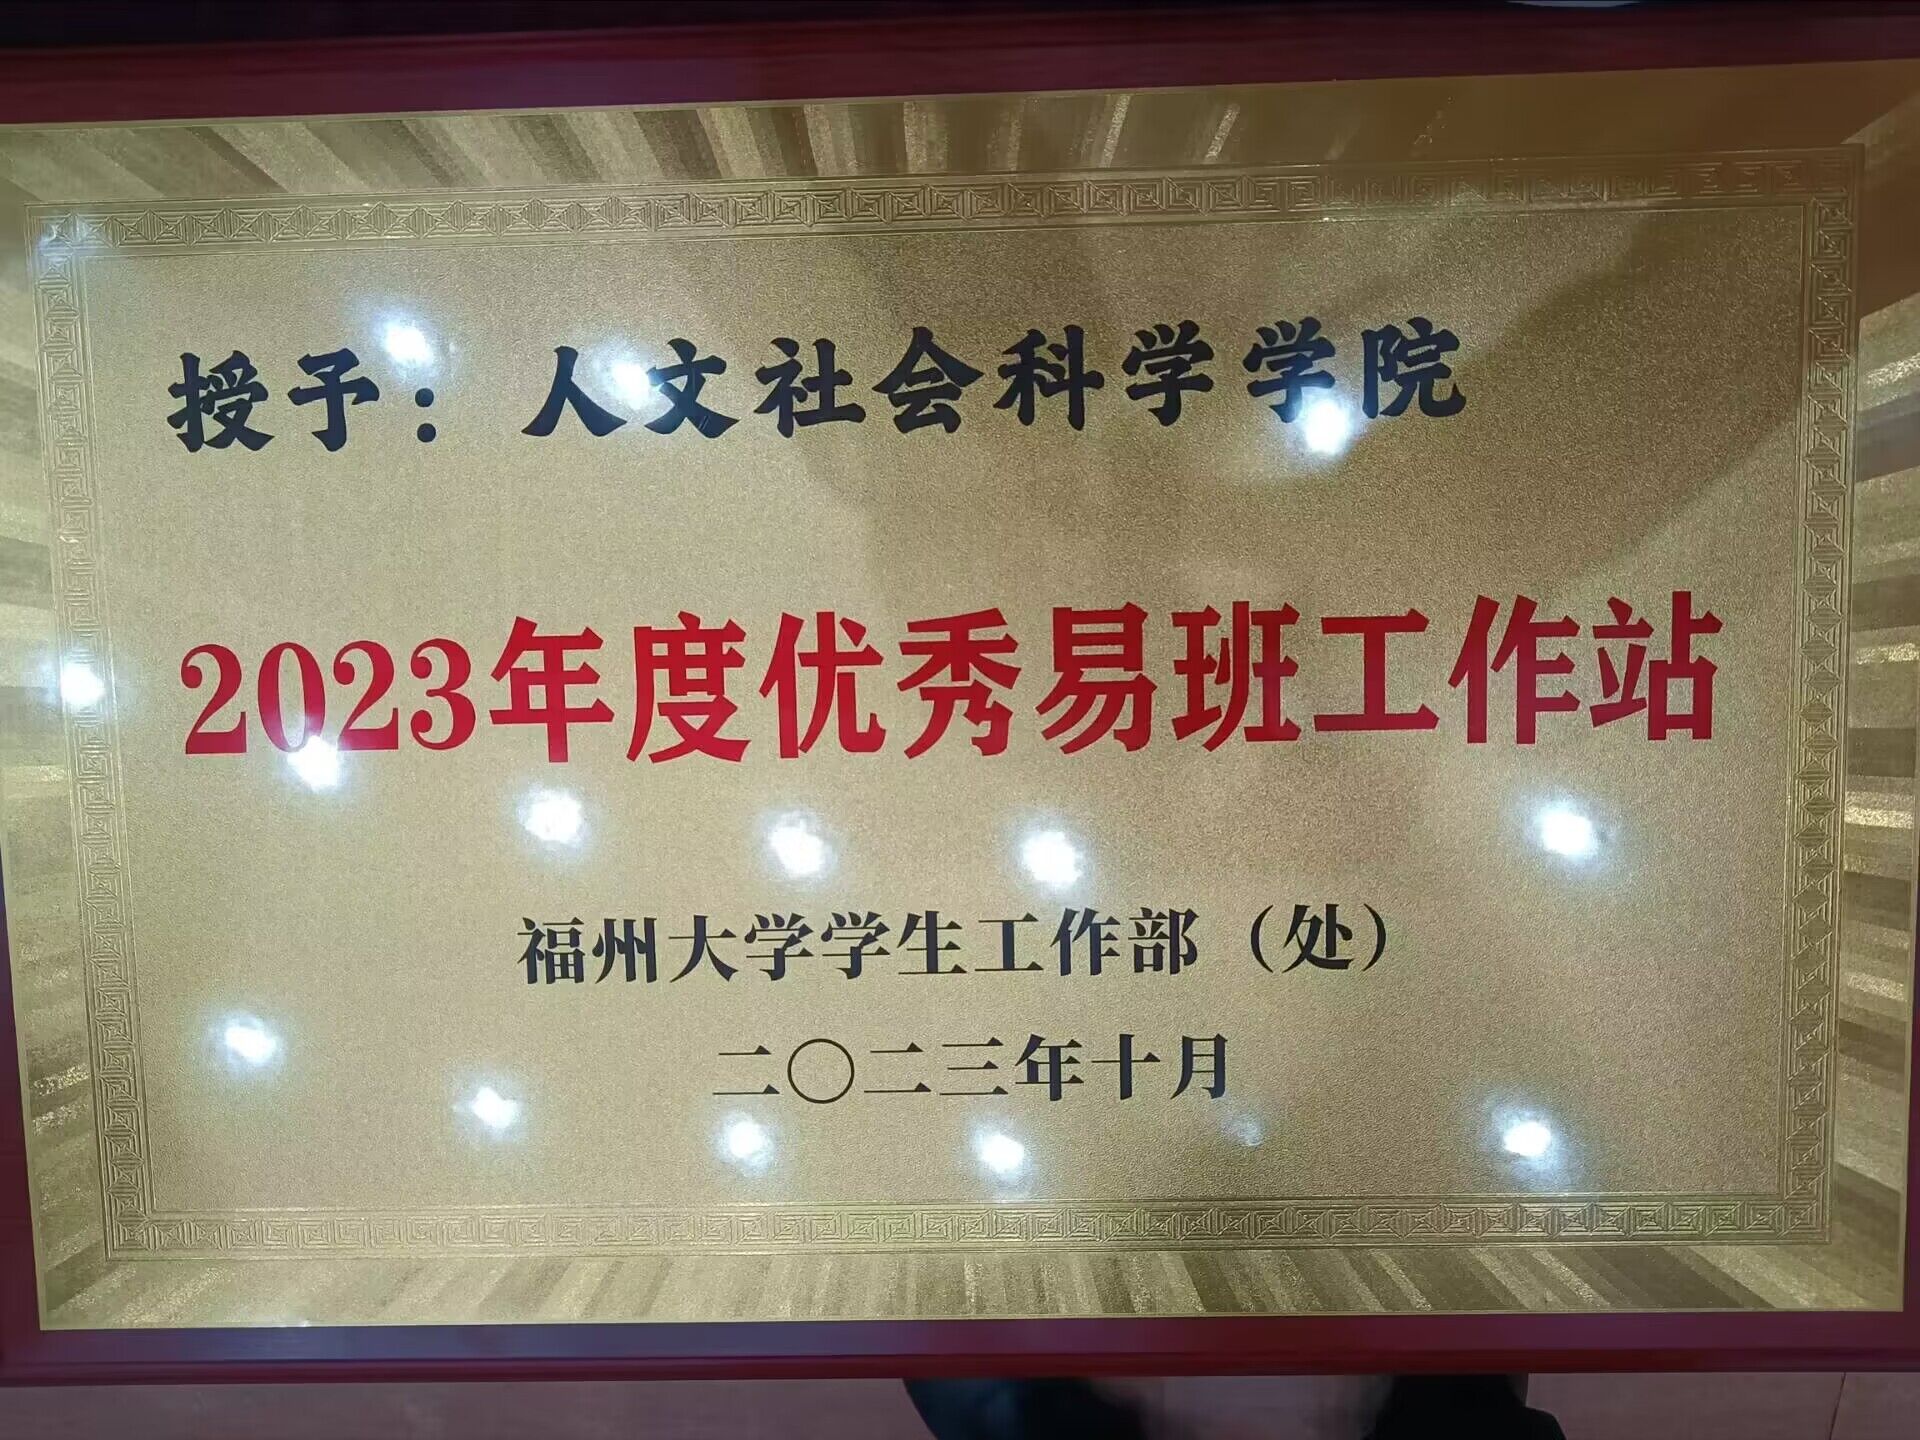 授予：人文社会科学学院
2023年度优秀易班工作站
福州大学学生工作部（处）
二〇二三年十月